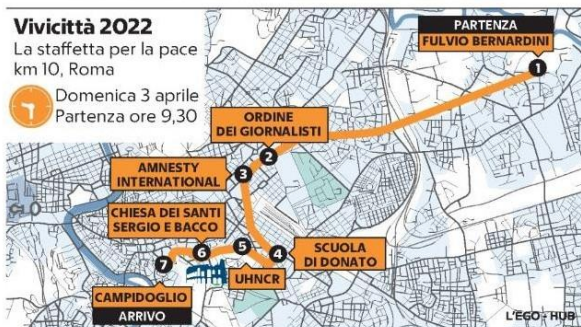 Vivicittà 2022
La staffetta per la pace
km 10, Roma
Domenica 3 aprile
Partenza ore 9,30
PARTENZA
FULVIO BERNARDINI
1
ORDINE
DEI GIORNALISTI
2
AMNESTY
INTERNATIONAL
3
CHIESA DEI SANTI
SERGIO E BACCO
6
5
4
SCUOLA
DI DONATO
UHNCR
7
CAMPIDOGLIO
ARRIVO
L'EGO - HUB